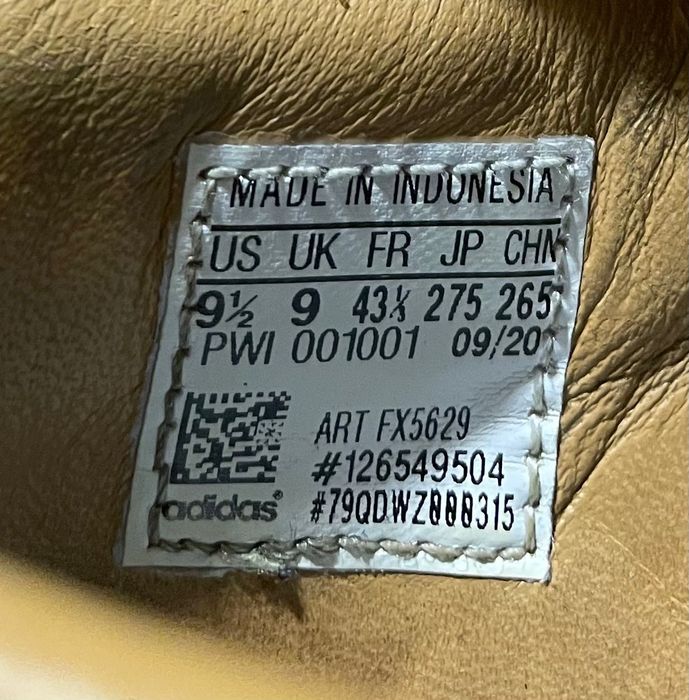 MADE IN INDONESIA
US UK FR JP CHN
9½ 9 43⅓ 275 265
PWI 001001 09/20
ART FX5629
#126549504
adidas® #79QDWZ000315